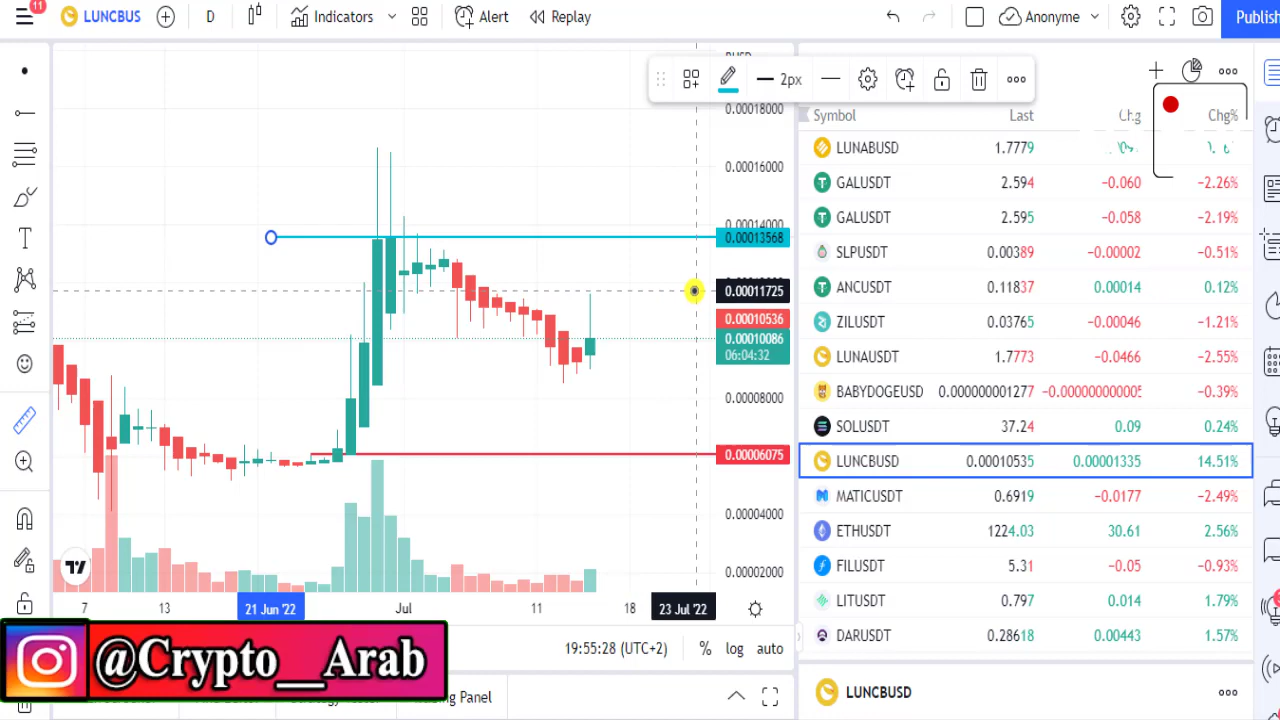 11 LUNCBUS D Indicators Alert Replay Anonyme Publish
2px
Symbol Last Chg Chg%
0.00018000
0.00016000
0.00014000
0.00013568
0.00011725
0.00010536
0.00010086
06:04:32
0.00008000
0.00006075
0.00004000
0.00002000
LUNABUSD 1.7779
GALUSDT 2.594 −0.060 −2.26%
GALUSDT 2.595 −0.058 −2.19%
SLPUSDT 0.00389 −0.00002 −0.51%
ANCUSDT 0.11837 0.00014 0.12%
ZILUSDT 0.03765 −0.00046 −1.21%
LUNAUSDT 1.7773 −0.0466 −2.55%
BABYDOGEUSD 0.000000001277 −0.000000000005 −0.39%
SOLUSDT 37.24 0.09 0.24%
LUNCBUSD 0.00010535 0.00001335 14.51%
MATICUSDT 0.6919 −0.0177 −2.49%
ETHUSDT 1224.03 30.61 2.56%
FILUSDT 5.31 −0.05 −0.93%
LITUSDT 0.797 0.014 1.79%
DARUSDT 0.28618 0.00443 1.57%
7 13 21 Jun '22 Jul 11 18 23 Jul '22
19:55:28 (UTC+2) % log auto
@Crypto__Arab
Panel
LUNCBUSD